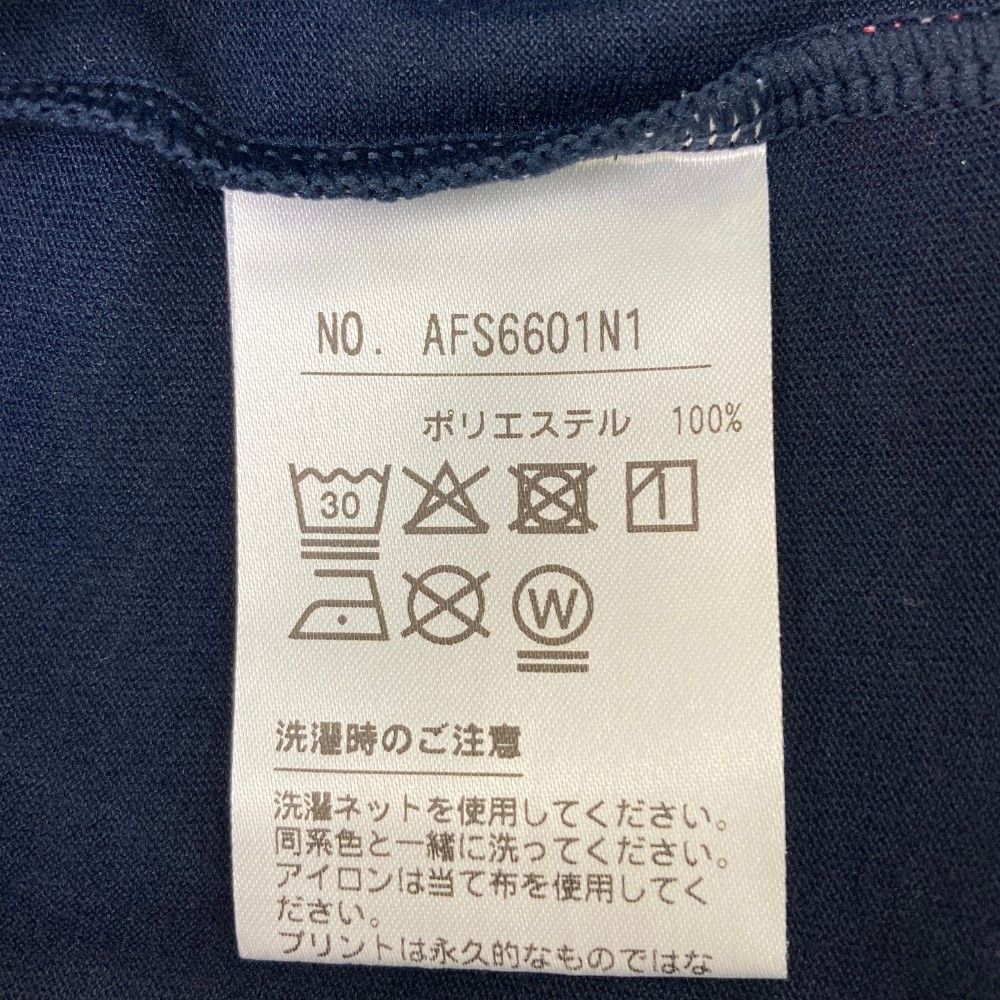 NO. AFS6601N1
ポリエステル 100%
30
W
洗濯時のご注意
洗濯ネットを使用してください。
同系色と一緒に洗ってください。
アイロンは当て布を使用してく
ださい。
プリントは永久的なものではな